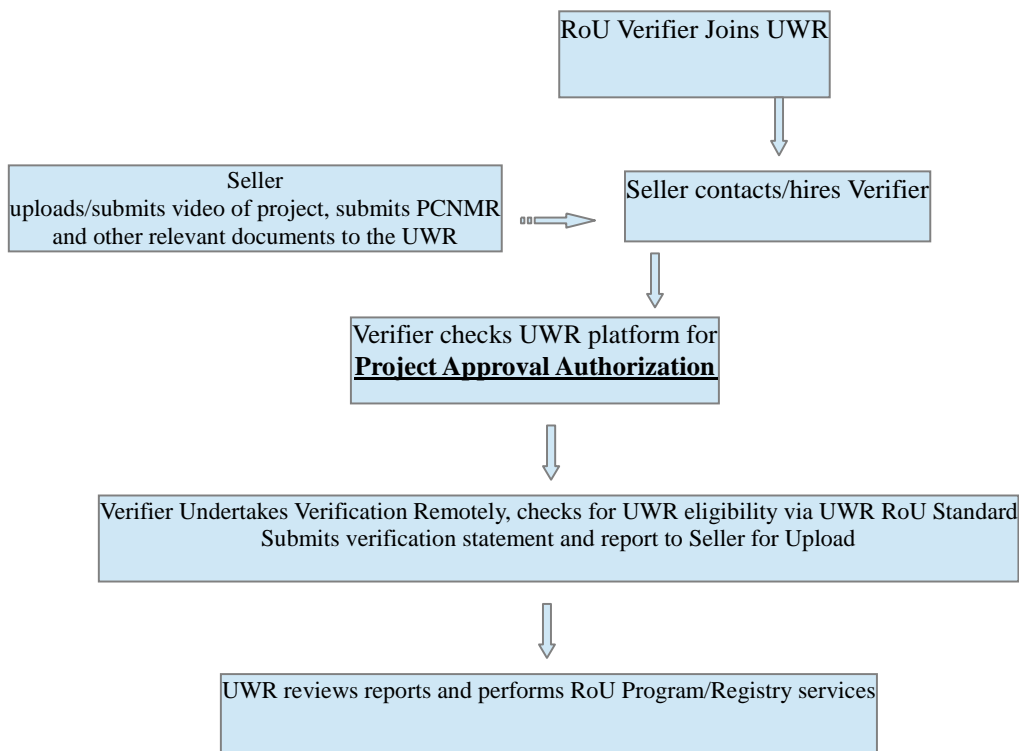 RoU Verifier Joins UWR
Seller
uploads/submits video of project, submits PCNMR
and other relevant documents to the UWR
Seller contacts/hires Verifier
Verifier checks UWR platform for
Project Approval Authorization
Verifier Undertakes Verification Remotely, checks for UWR eligibility via UWR RoU Standard
Submits verification statement and report to Seller for Upload
UWR reviews reports and performs RoU Program/Registry services